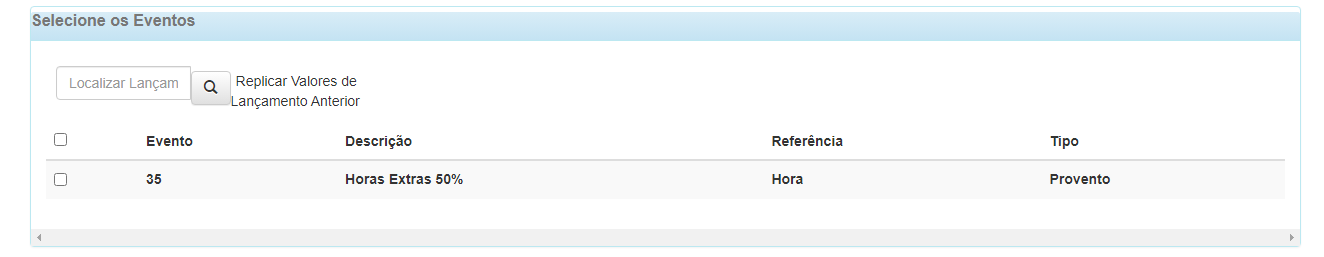 Selecione os Eventos
Localizar Lançam
Replicar Valores de
Lançamento Anterior
Evento Descrição Referência Tipo
35 Horas Extras 50% Hora Provento